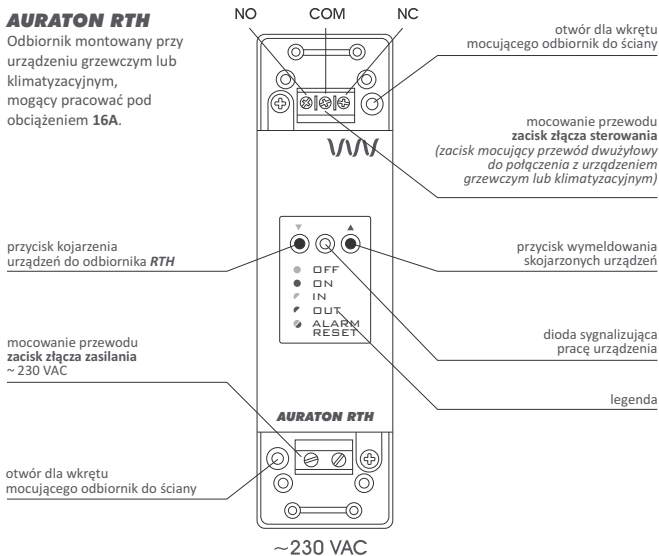 AURATON RTH
Odbiornik montowany przy
urządzeniu grzewczym lub
klimatyzacyjnym,
mogący pracować pod
obciążeniem 16A.
NO COM NC
otwór dla wkrętu
mocującego odbiornik do ściany
mocowanie przewodu
zacisk złącza sterowania
(zacisk mocujący przewód dwużyłowy
do połączenia z urządzeniem
grzewczym lub klimatyzacyjnym)
przycisk kojarzenia
urządzeń do odbiornika RTH
przycisk wymeldowania
skojarzonych urządzeń
OFF
ON
IN
OUT
ALARM
RESET
mocowanie przewodu
zacisk złącza zasilania
~ 230 VAC
dioda sygnalizująca
pracę urządzenia
legenda
AURATON RTH
otwór dla wkrętu
mocującego odbiornik do ściany
~230 VAC